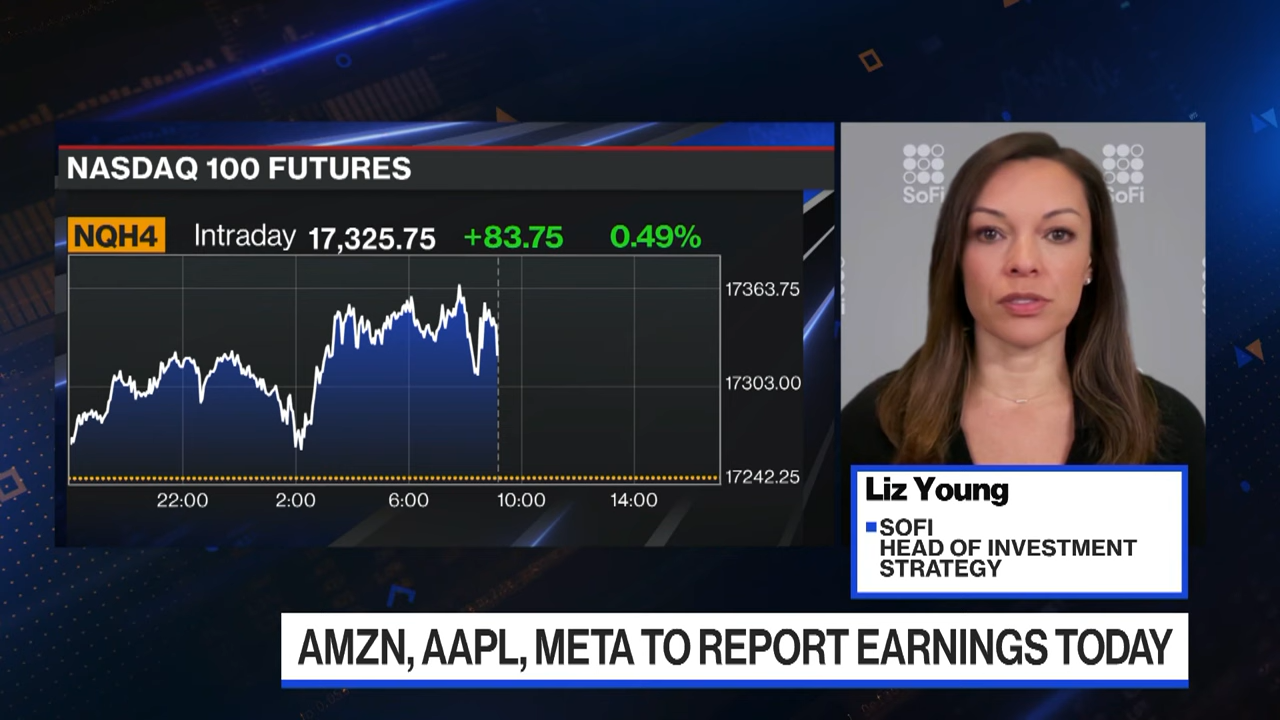 NASDAQ 100 FUTURES
NQH4 Intraday 17,325.75 +83.75 0.49%
17363.75
17303.00
17242.25
22:00 2:00 6:00 10:00 14:00
SoFi SoFi
Liz Young
SOFI
HEAD OF INVESTMENT
STRATEGY
AMZN, AAPL, META TO REPORT EARNINGS TODAY